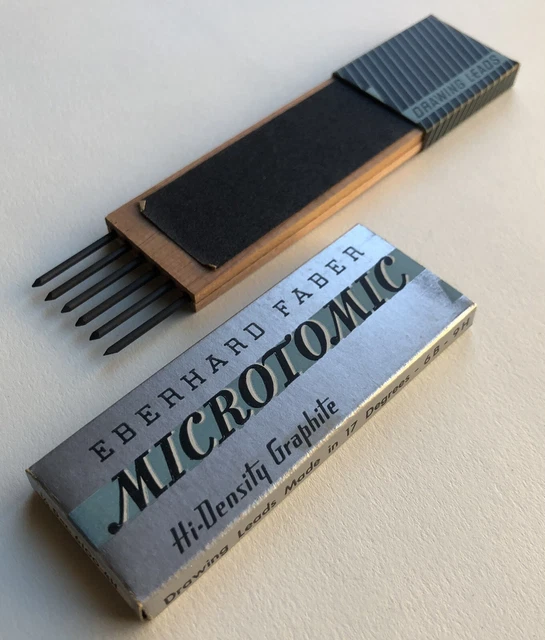 DRAWING LEADS
EBERHARD FABER
MICROTOMIC
Hi-Density Graphite
Drawing Leads Made in 17 Degrees - 6B - 9H